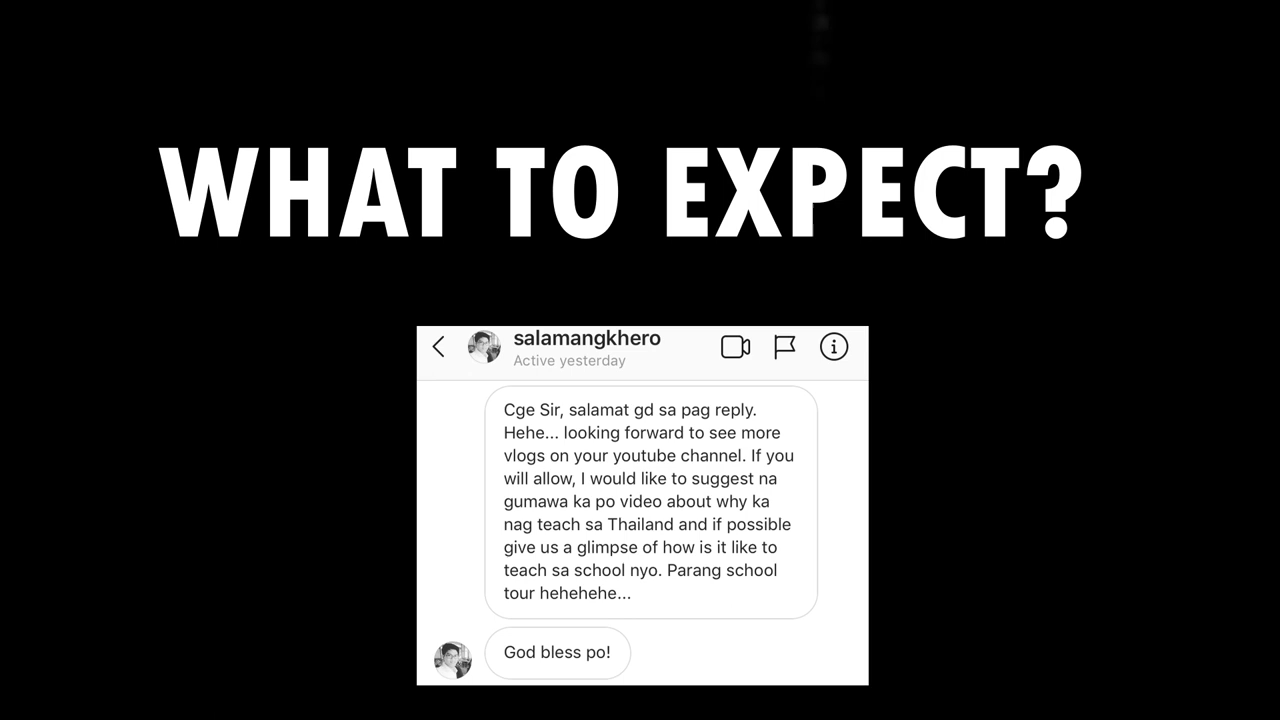 WHAT TO EXPECT?
salamangkhero
Active yesterday
Cge Sir, salamat gd sa pag reply.
Hehe... looking forward to see more
vlogs on your youtube channel. If you
will allow, I would like to suggest na
gumawa ka po video about why ka
nag teach sa Thailand and if possible
give us a glimpse of how is it like to
teach sa school nyo. Parang school
tour hehehehe...
God bless po!